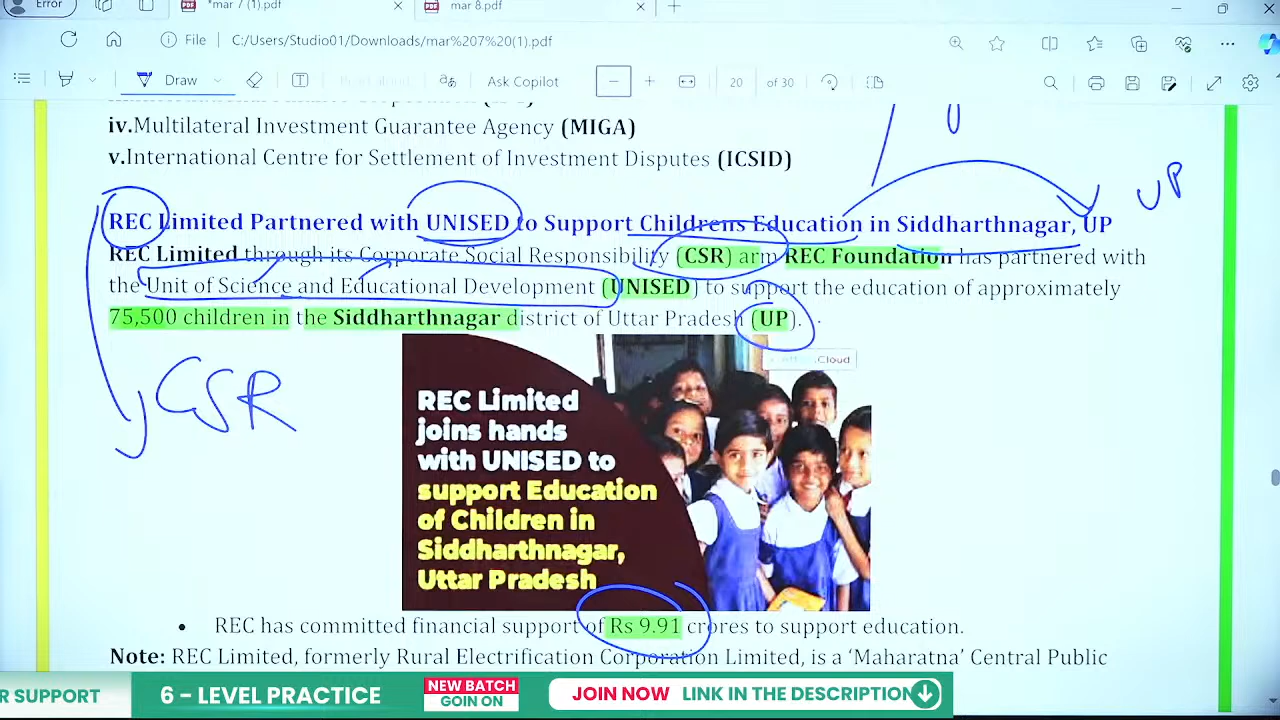 Error
*mar 7 (1).pdf
mar 8.pdf
File
C:/Users/Studio01/Downloads/mar%207%20(1).pdf
Draw
Read aloud
Ask Copilot
20
of 30
iv.Multilateral Investment Guarantee Agency (MIGA)
v.International Centre for Settlement of Investment Disputes (ICSID)
U
UP
REC Limited Partnered with UNISED to Support Childrens Education in Siddharthnagar, UP
REC Limited through its Corporate Social Responsibility (CSR) arm REC Foundation has partnered with
the Unit of Science and Educational Development (UNISED) to support the education of approximately
75,500 children in the Siddharthnagar district of Uttar Pradesh (UP).
Cloud
CSR
REC Limited
joins hands
with UNISED to
support Education
of Children in
Siddharthnagar,
Uttar Pradesh
• REC has committed financial support of Rs 9.91 crores to support education.
Note: REC Limited, formerly Rural Electrification Corporation Limited, is a ‘Maharatna’ Central Public
R SUPPORT
6 – LEVEL PRACTICE
NEW BATCH
GOIN ON
JOIN NOW LINK IN THE DESCRIPTION